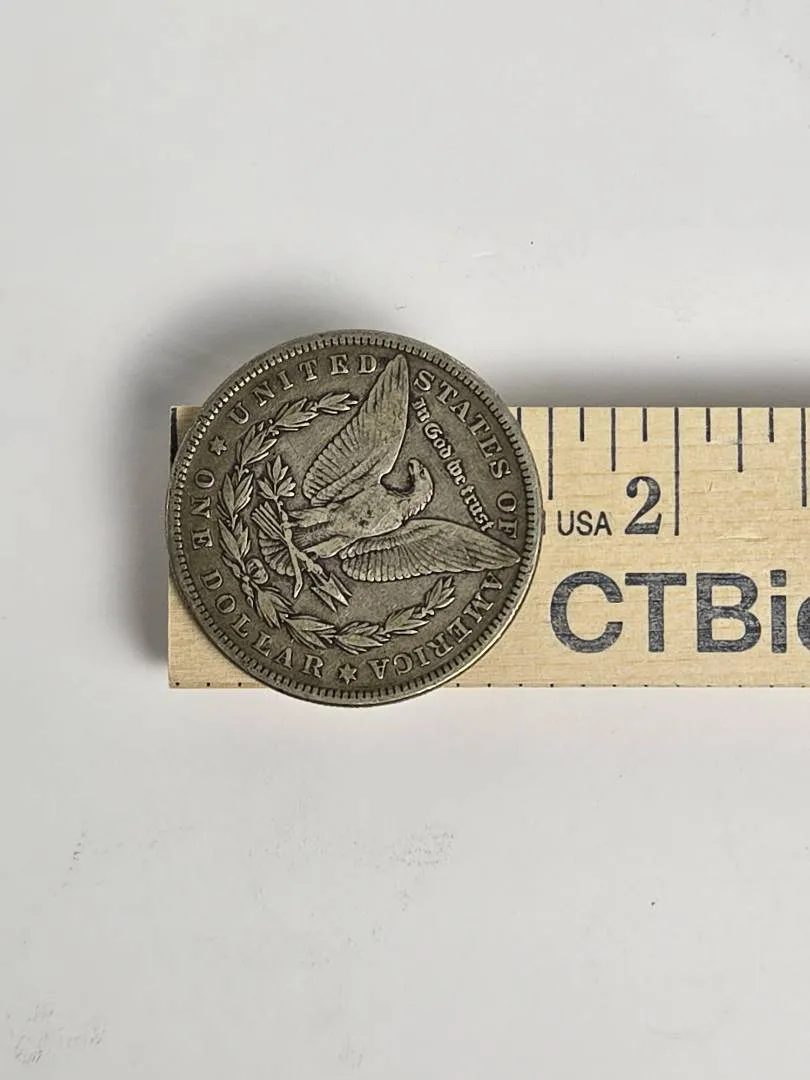 UNITED STATES OF AMERICA
In God we trust
ONE DOLLAR
USA 2
CTBi